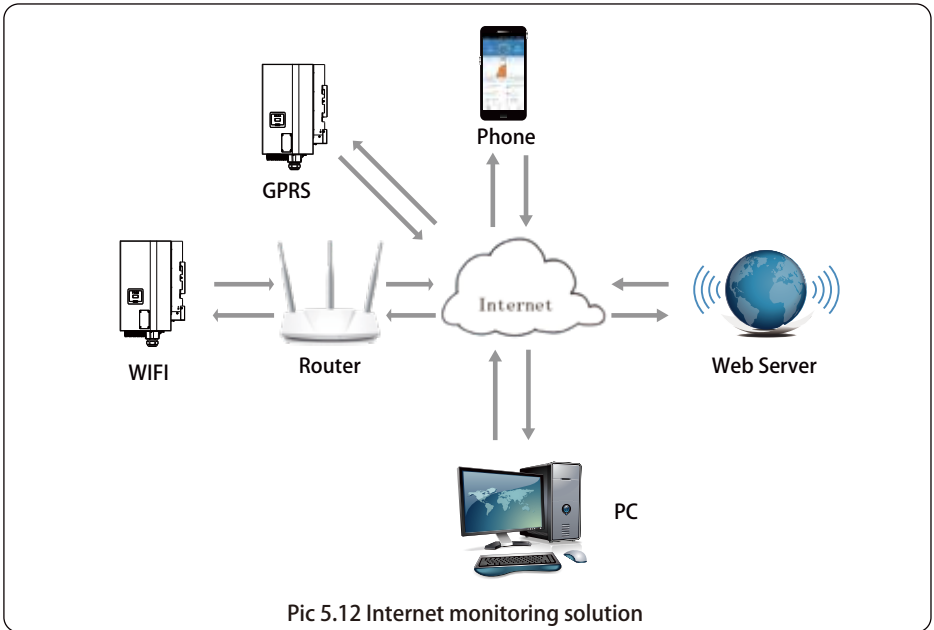 Phone
GPRS
Internet
WIFI
Router
Web Server
PC
Pic 5.12 Internet monitoring solution